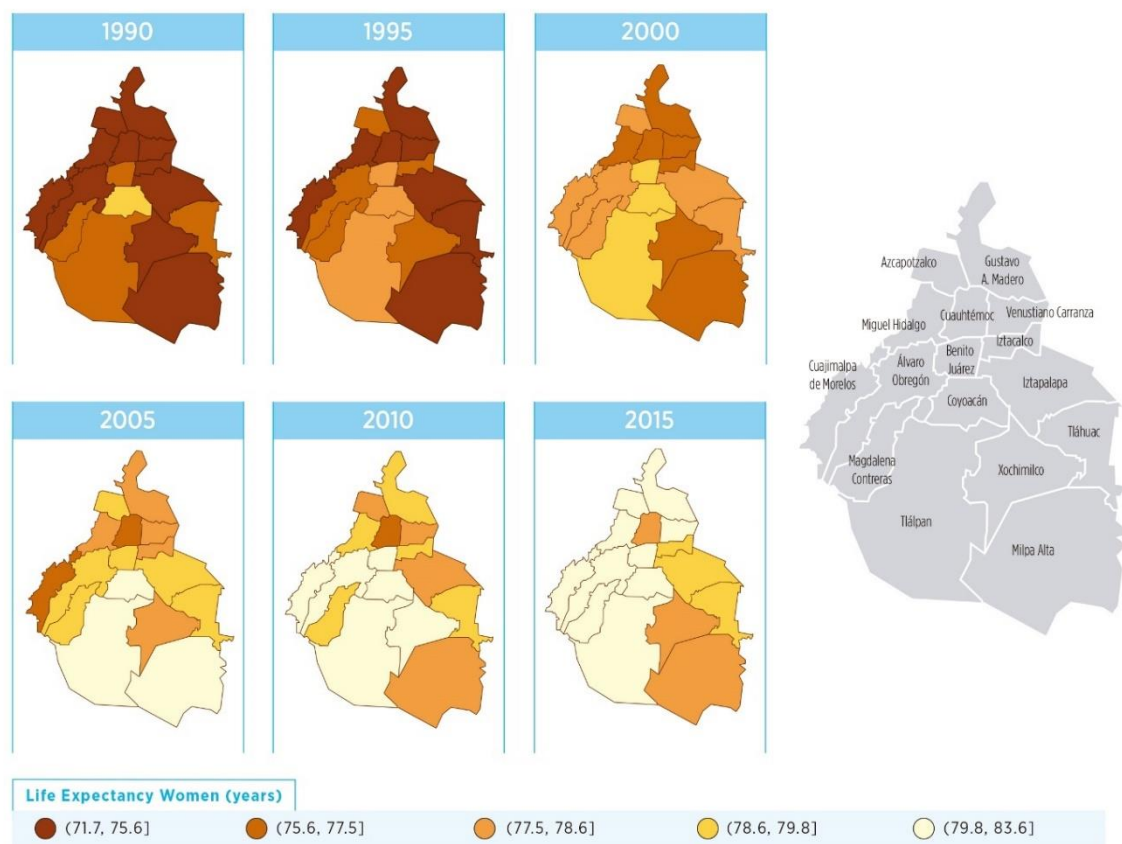 1990
1995
2000
Azcapotzalco
Gustavo
A. Madero
Miguel Hidalgo
Cuauhtémoc
Venustiano Carranza
Iztacalco
Cuajimalpa
de Morelos
Álvaro
Obregón
Benito
Juárez
Iztapalapa
Coyoacán
Tláhuac
Magdalena
Contreras
Xochimilco
Tlálpan
Milpa Alta
2005
2010
2015
Life Expectancy Women (years)
(71.7, 75.6]
(75.6, 77.5]
(77.5, 78.6]
(78.6, 79.8]
(79.8, 83.6]